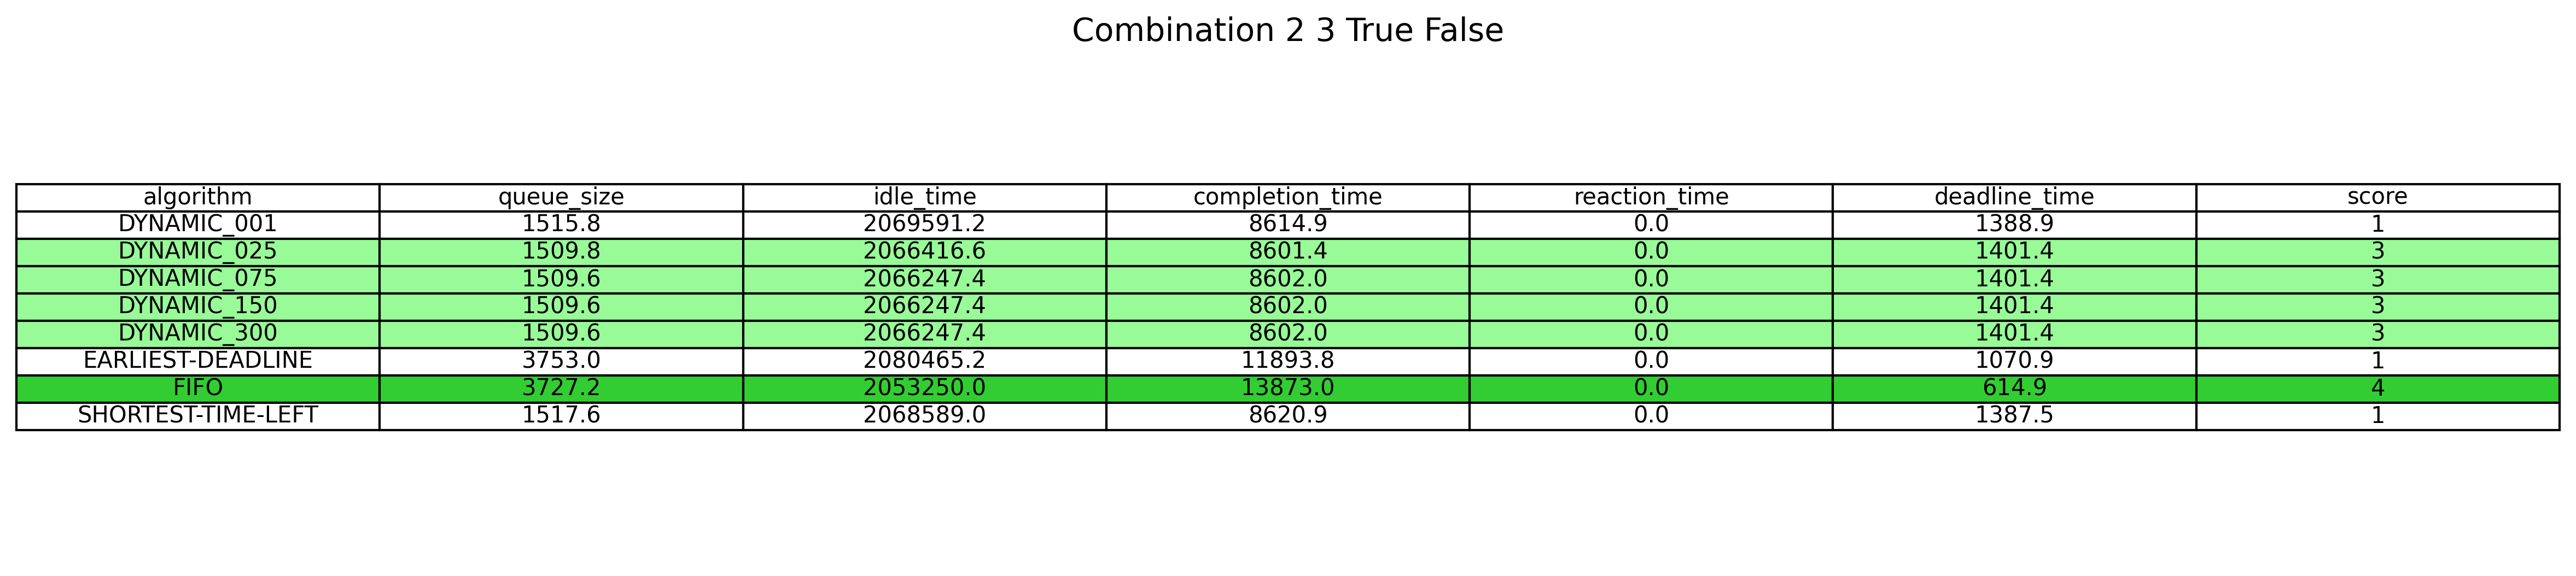 Combination 2 3 True False
algorithm queue_size idle_time completion_time reaction_time deadline_time score
DYNAMIC_001 1515.8 2069591.2 8614.9 0.0 1388.9 1
DYNAMIC_025 1509.8 2066416.6 8601.4 0.0 1401.4 3
DYNAMIC_075 1509.6 2066247.4 8602.0 0.0 1401.4 3
DYNAMIC_150 1509.6 2066247.4 8602.0 0.0 1401.4 3
DYNAMIC_300 1509.6 2066247.4 8602.0 0.0 1401.4 3
EARLIEST-DEADLINE 3753.0 2080465.2 11893.8 0.0 1070.9 1
FIFO 3727.2 2053250.0 13873.0 0.0 614.9 4
SHORTEST-TIME-LEFT 1517.6 2068589.0 8620.9 0.0 1387.5 1